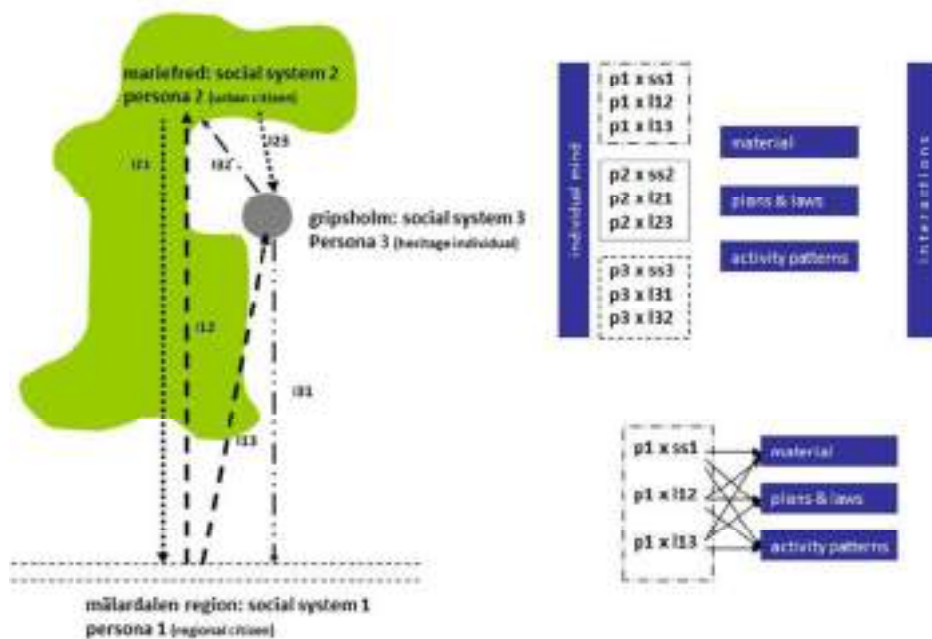 mariefred: social system 2
persona 2 (urban citizen)
l21
l32
l23
gripsholm: social system 3
Persona 3 (heritage individual)
l12
l13
l31
mälardalen region: social system 1
persona 1 (regional citizen)
individual mind
p1 x ss1
p1 x l12
p1 x l13
p2 x ss2
p2 x l21
p2 x l23
p3 x ss3
p3 x l31
p3 x l32
material
plans & laws
activity patterns
interactions
p1 x ss1
p1 x l12
p1 x l13
material
plans & laws
activity patterns